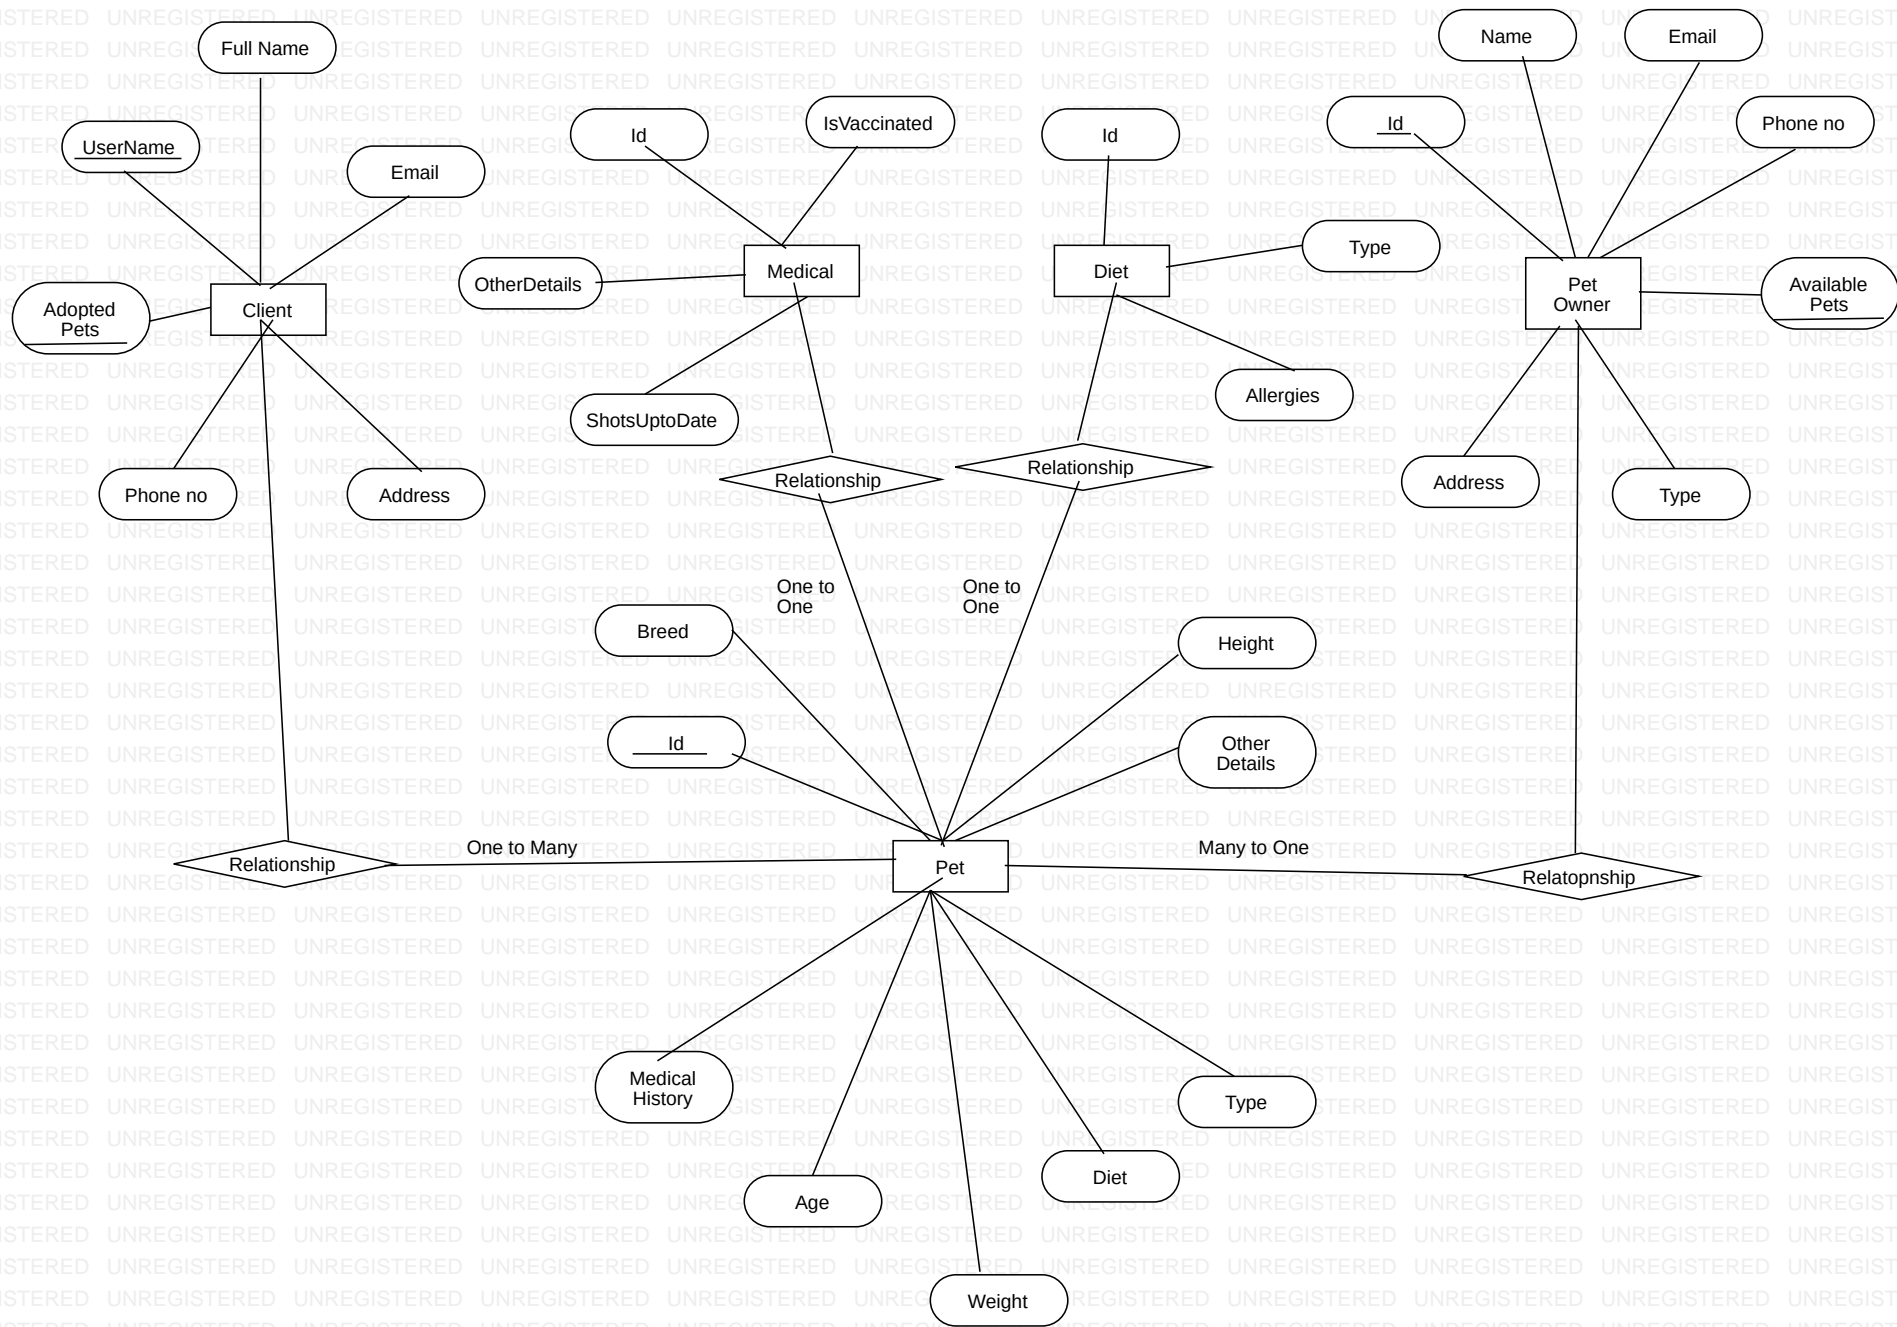 Full Name
Name
Email
UserName
Id
IsVaccinated
Id
Id
Phone no
Email
Type
OtherDetails
Medical
Diet
Pet
Owner
Available
Pets
Adopted
Pets
Client
ShotsUptoDate
Allergies
Phone no
Address
Relationship
Relationship
Address
Type
One to
One
One to
One
Breed
Height
Id
Other
Details
Relationship
One to Many
Pet
Many to One
Relatopnship
Medical
History
Type
Age
Diet
Weight
UNREGISTERED